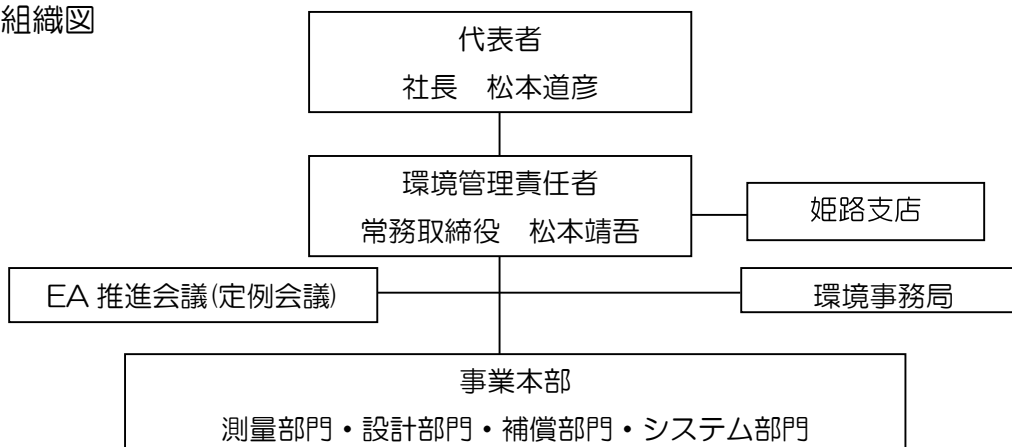 組織図
代表者
社長　松本道彦
環境管理責任者
常務取締役　松本靖吾
姫路支店
EA 推進会議(定例会議)
環境事務局
事業本部
測量部門・設計部門・補償部門・システム部門